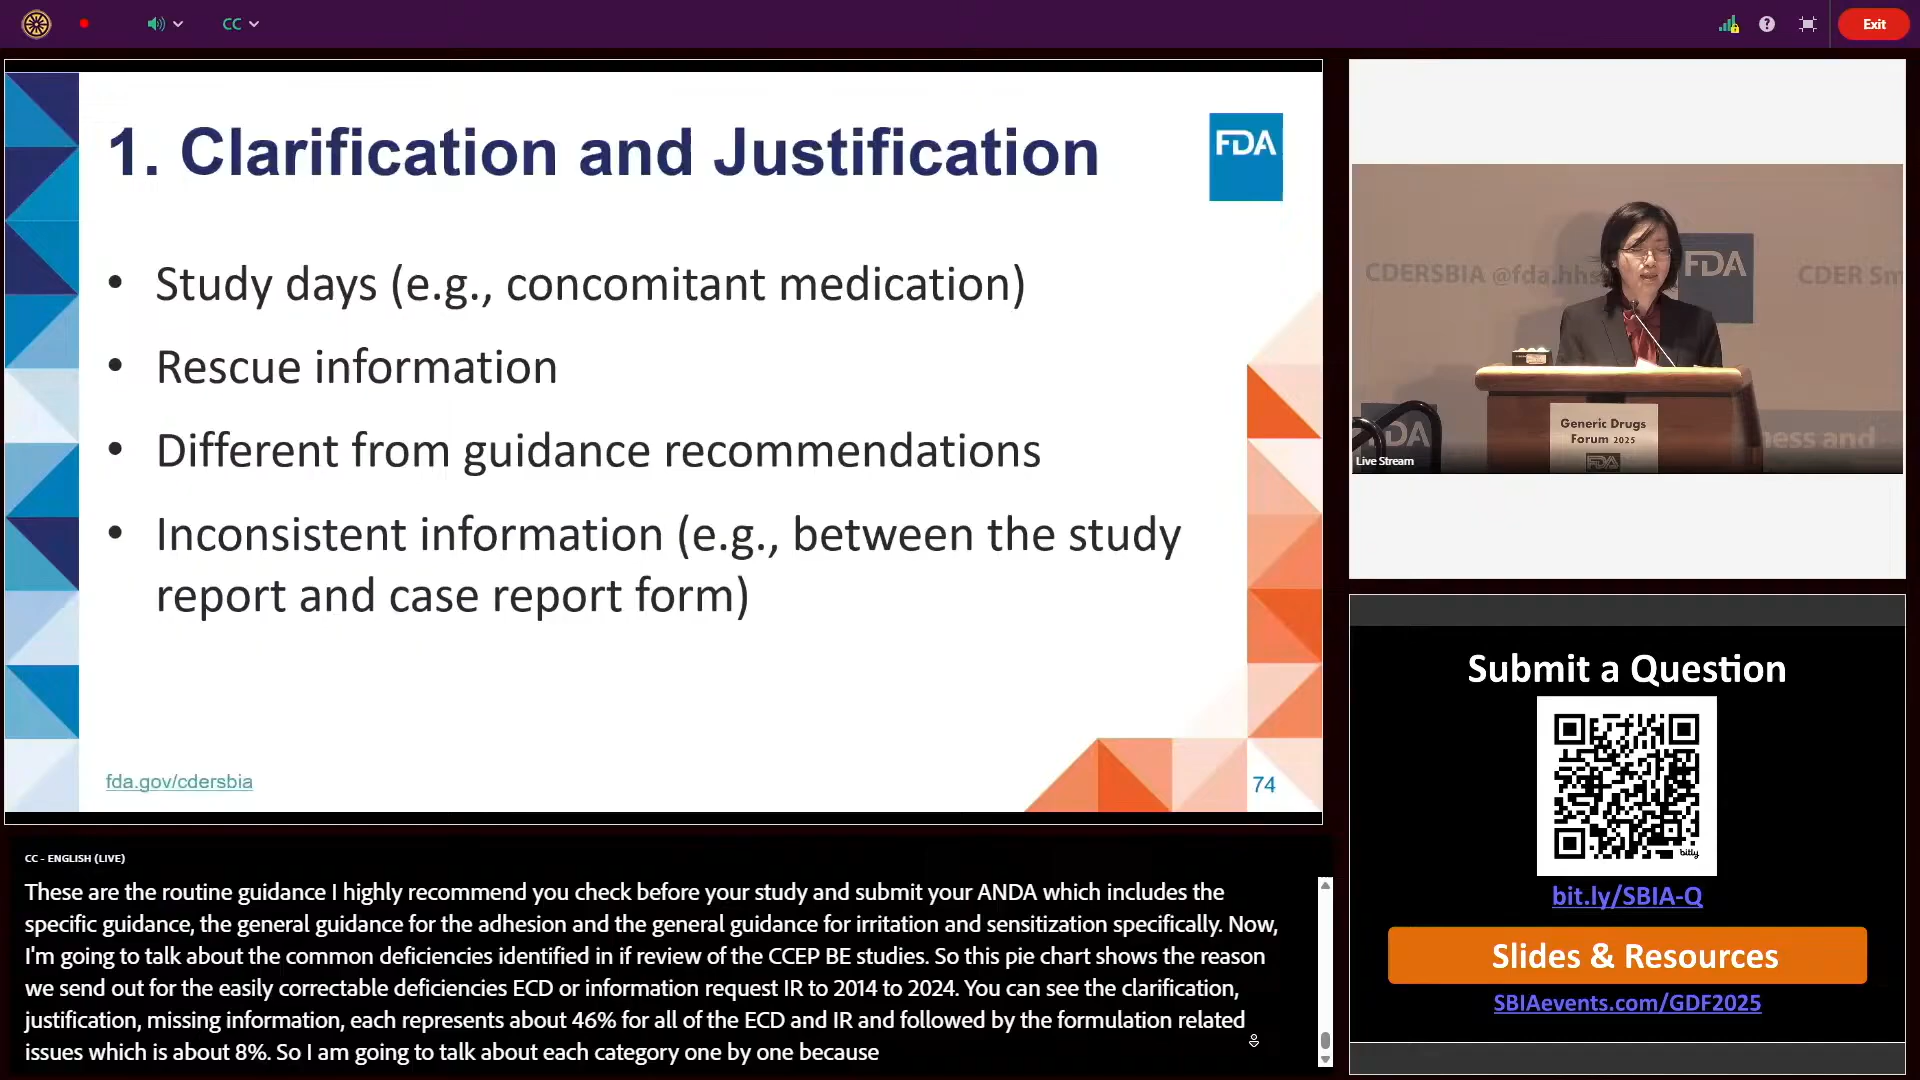 CC
Exit
1. Clarification and Justification
FDA
• Study days (e.g., concomitant medication)
• Rescue information
• Different from guidance recommendations
• Inconsistent information (e.g., between the study
report and case report form)
fda.gov/cdersbia
74
CDERSBIA @fda.hhs
FDA
CDER Sm
Generic Drugs
Forum 2025
FDA
DA
ness and
Live Stream
Submit a Question
bitly
bit.ly/SBIA-Q
Slides & Resources
SBIAevents.com/GDF2025
CC - ENGLISH (LIVE)
These are the routine guidance I highly recommend you check before your study and submit your ANDA which includes the
specific guidance, the general guidance for the adhesion and the general guidance for irritation and sensitization specifically. Now,
I'm going to talk about the common deficiencies identified in if review of the CCEP BE studies. So this pie chart shows the reason
we send out for the easily correctable deficiencies ECD or information request IR to 2014 to 2024. You can see the clarification,
justification, missing information, each represents about 46% for all of the ECD and IR and followed by the formulation related
issues which is about 8%. So I am going to talk about each category one by one because